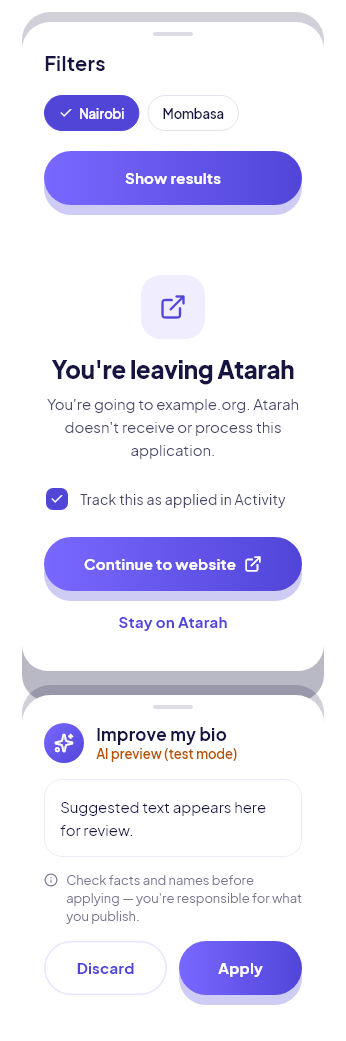 Filters
Nairobi
Mombasa
Show results
You're leaving Atarah
You're going to example.org. Atarah
doesn't receive or process this
application.
Track this as applied in Activity
Continue to website
Stay on Atarah
Improve my bio
AI preview (test mode)
Suggested text appears here
for review.
Check facts and names before
applying — you're responsible for what
you publish.
Discard
Apply